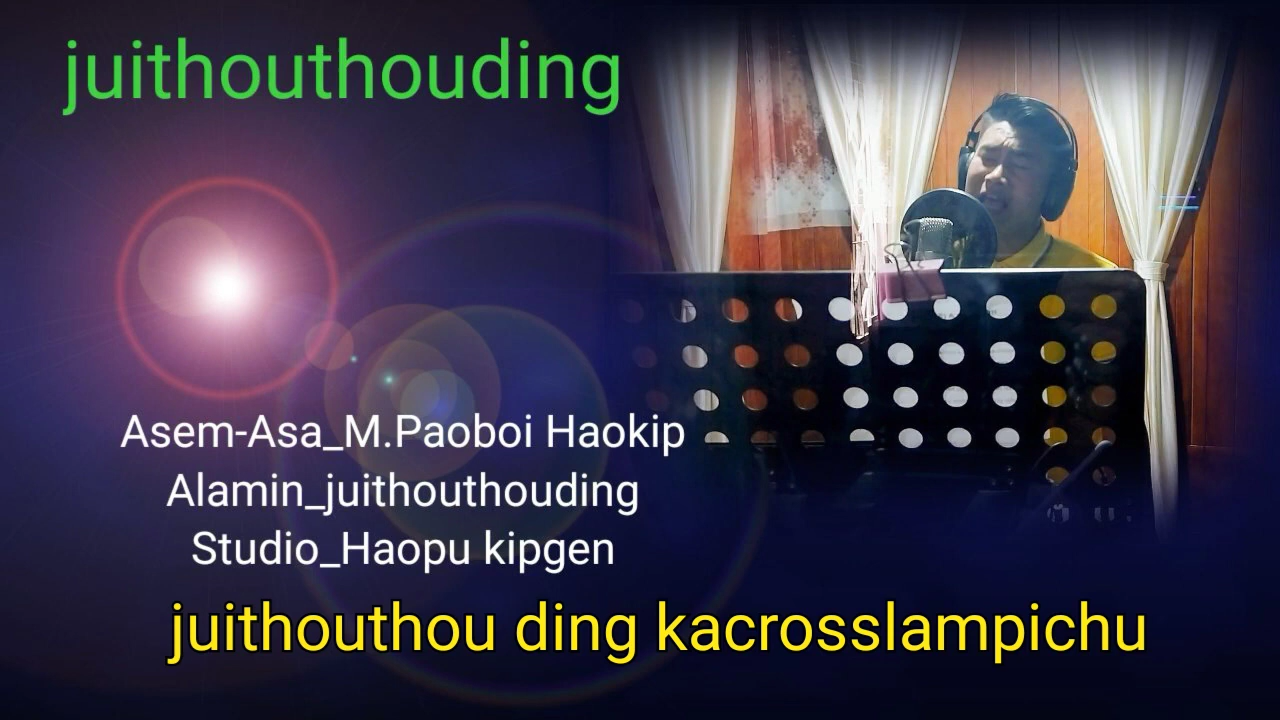 juithouthouding
Asem-Asa_M.Paoboi Haokip
Alamin_juithouthouding
Studio_Haopu kipgen
juithouthou ding kacrosslampichu